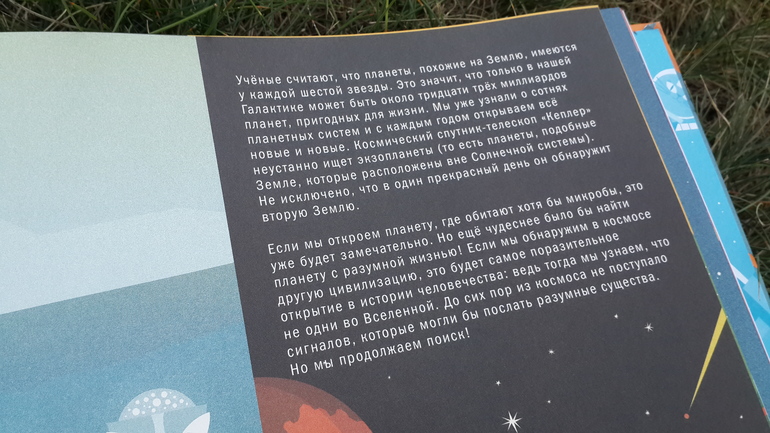 Учёные считают, что планеты, похожие на Землю, имеются
у каждой шестой звезды. Это значит, что только в нашей
Галактике может быть около тридцати трёх миллиардов
планет, пригодных для жизни. Мы уже узнали о сотнях
планетных систем и с каждым годом открываем всё
новые и новые. Космический спутник-телескоп «Кеплер»
неустанно ищет экзопланеты (то есть планеты, подобные
Земле, которые расположены вне Солнечной системы).
Не исключено, что в один прекрасный день он обнаружит
вторую Землю.
Если мы откроем планету, где обитают хотя бы микробы, это
уже будет замечательно. Но ещё чудеснее было бы найти
планету с разумной жизнью! Если мы обнаружим в космосе
другую цивилизацию, это будет самое поразительное
открытие в истории человечества: ведь тогда мы узнаем, что
не одни во Вселенной. До сих пор из космоса не поступало
сигналов, которые могли бы послать разумные существа.
Но мы продолжаем поиск!